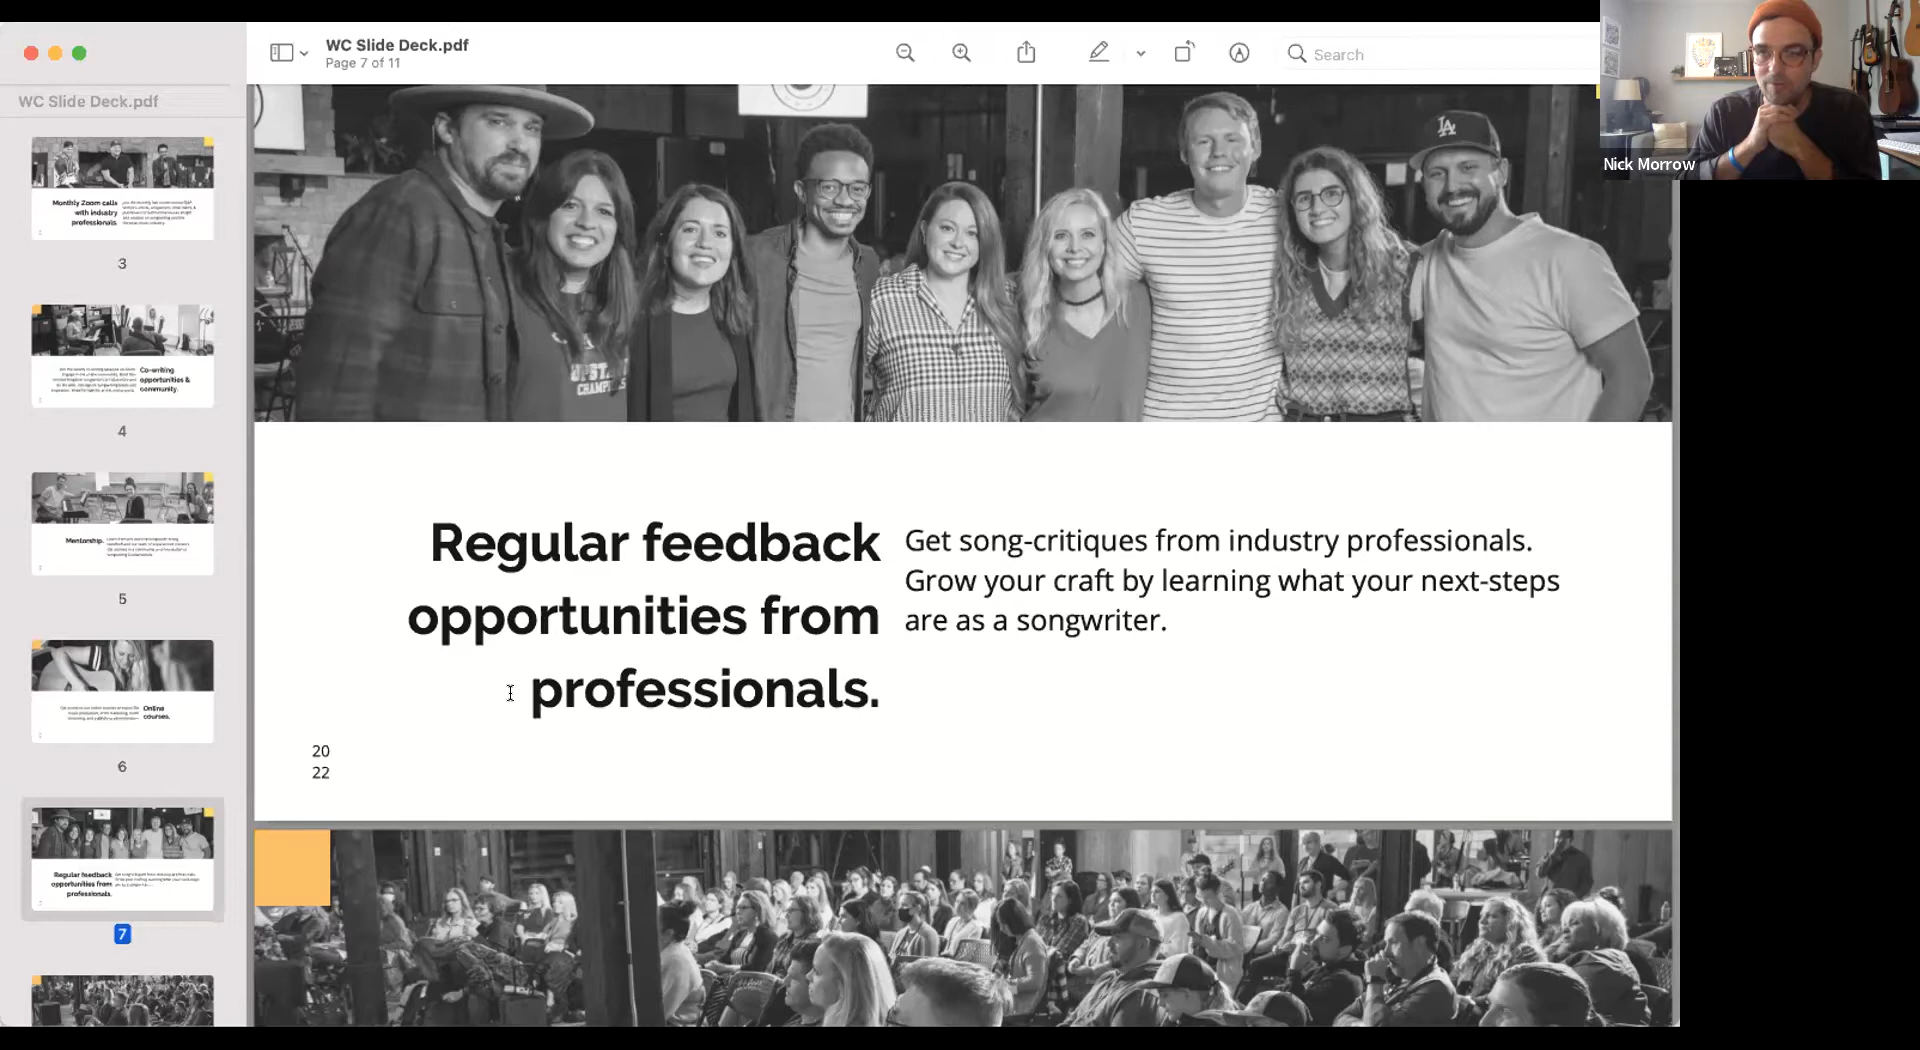 WC Slide Deck.pdf
Page 7 of 11
Search
Nick Morrow
WC Slide Deck.pdf
Monthly Zoom calls
with industry
professionals.
3
Co-writing
opportunities &
community.
4
Mentorship.
5
Online
courses.
6
Regular feedback
opportunities from
professionals.
7
LA
CHAMPIONS
Regular feedback
opportunities from
professionals.
Get song-critiques from industry professionals.
Grow your craft by learning what your next-steps
are as a songwriter.
20
22